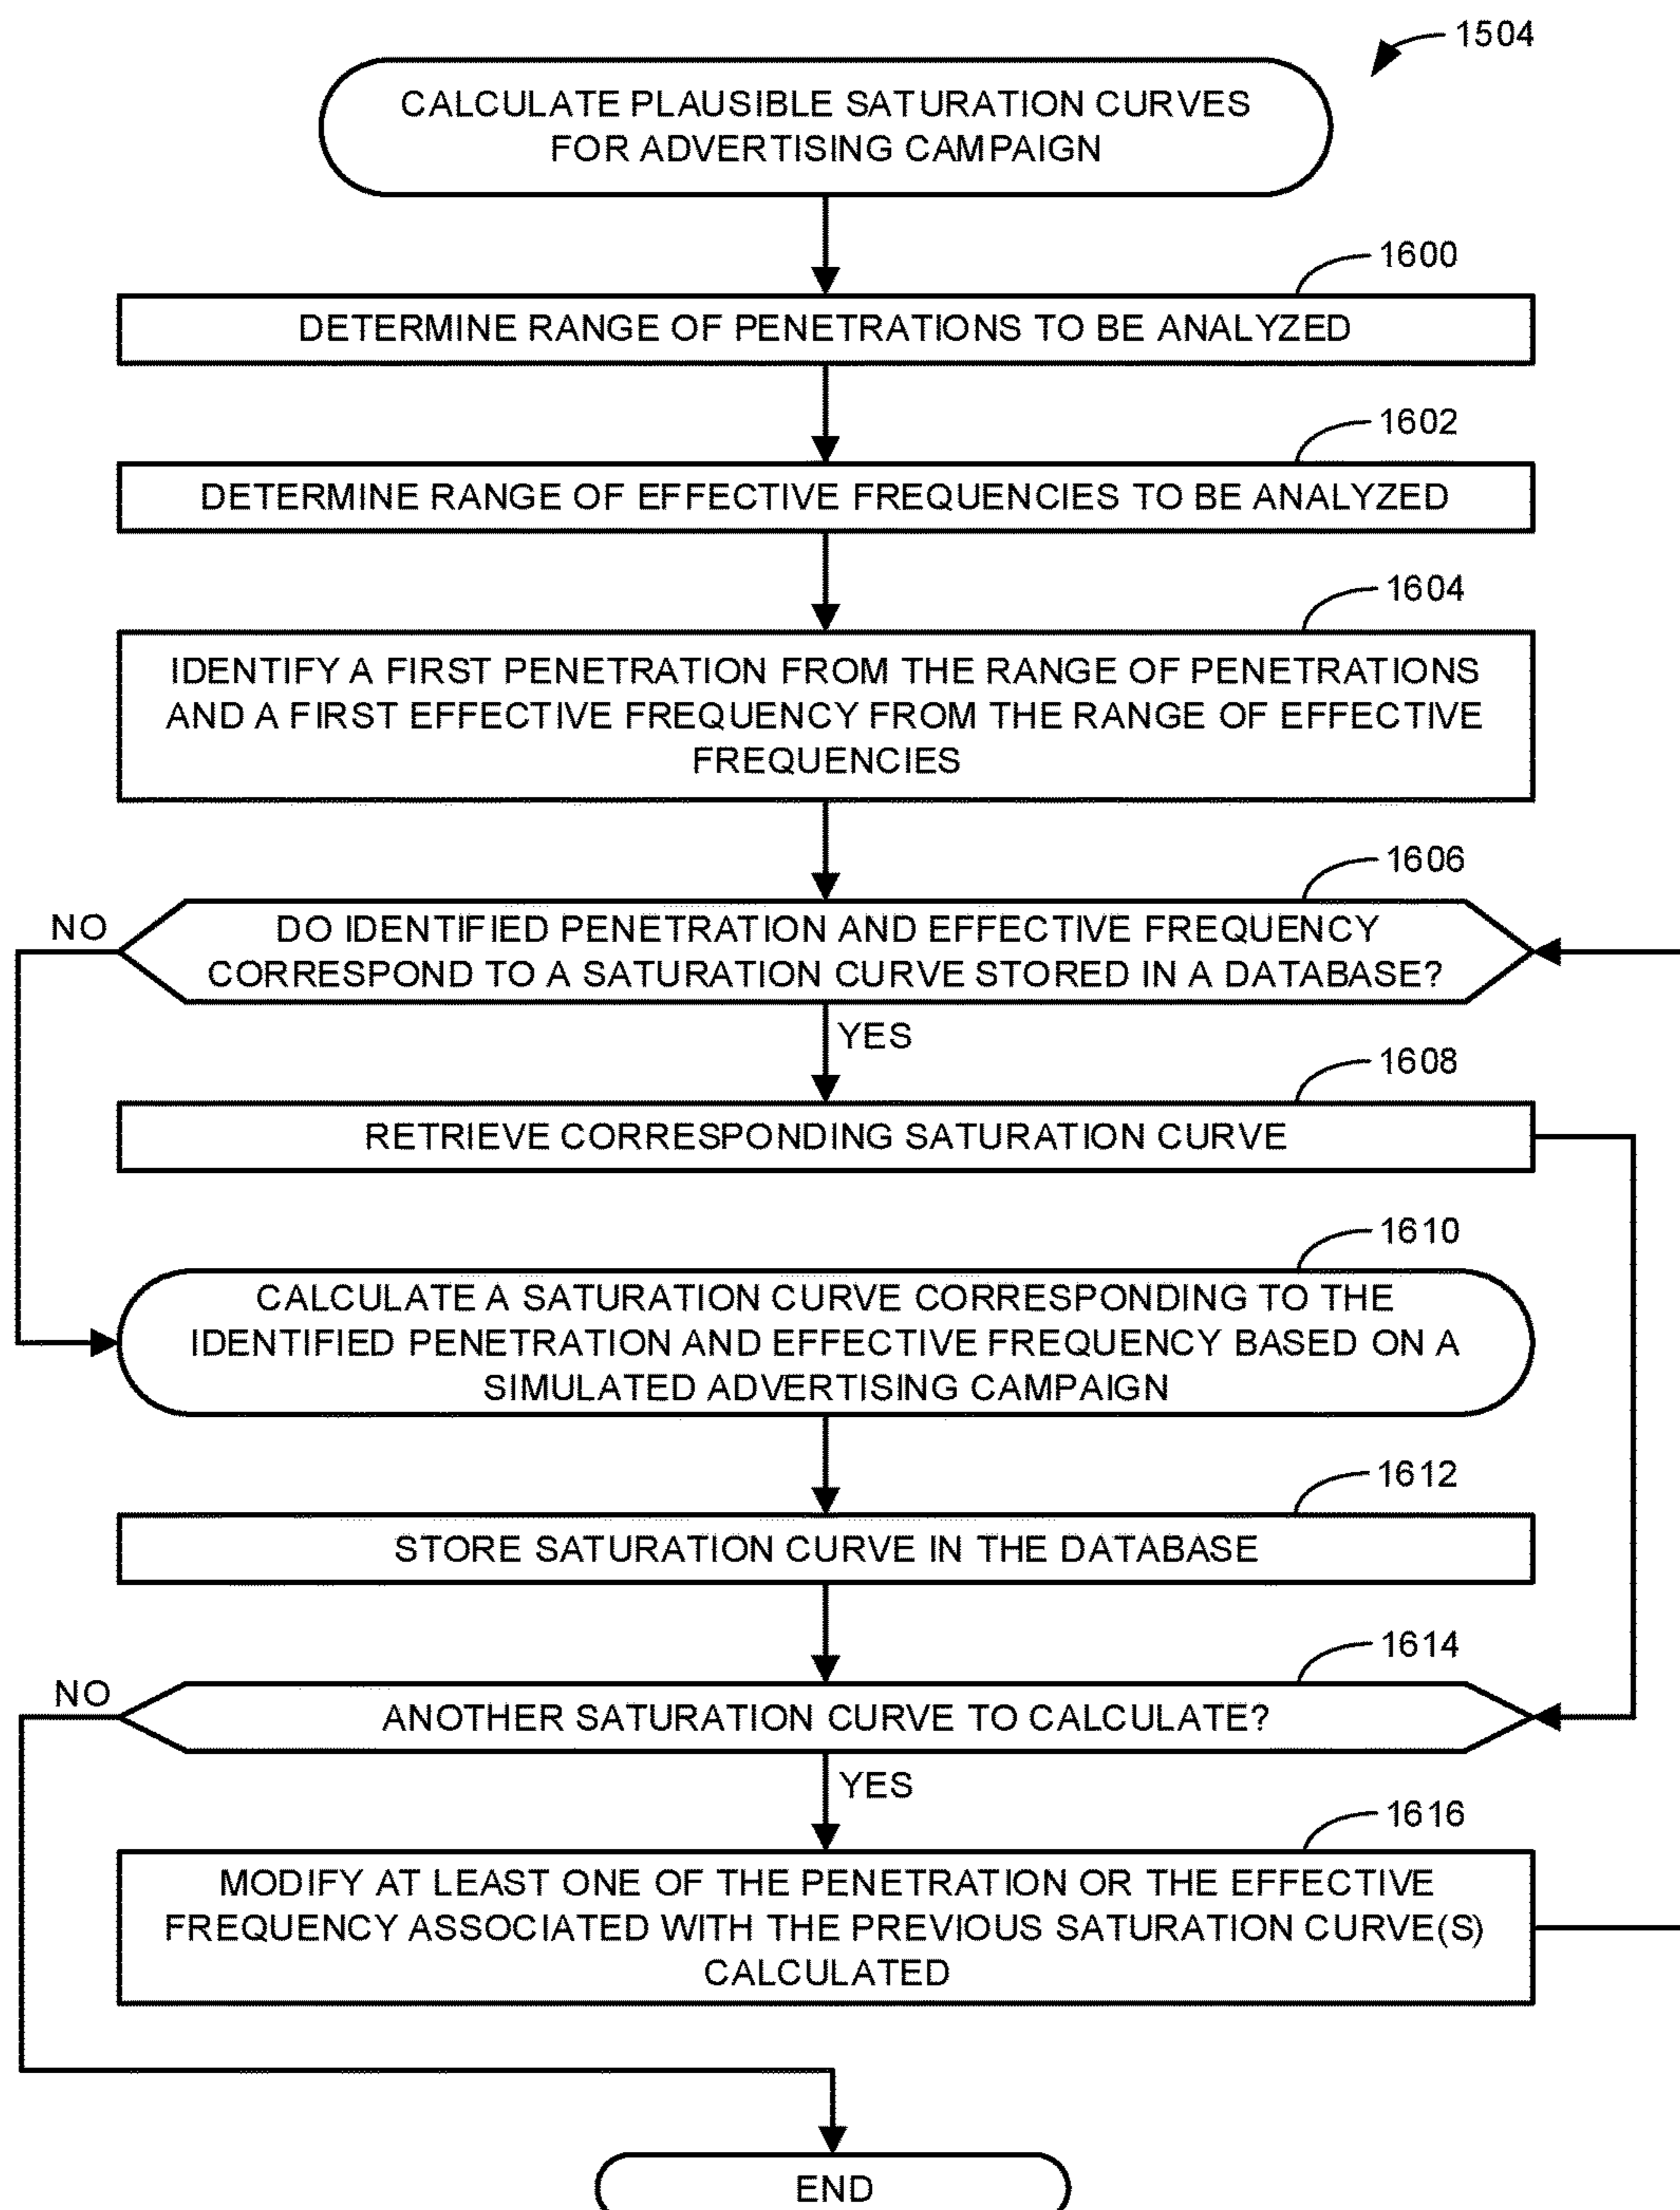 1504
CALCULATE PLAUSIBLE SATURATION CURVES
FOR ADVERTISING CAMPAIGN
1600
DETERMINE RANGE OF PENETRATIONS TO BE ANALYZED
1602
DETERMINE RANGE OF EFFECTIVE FREQUENCIES TO BE ANALYZED
1604
IDENTIFY A FIRST PENETRATION FROM THE RANGE OF PENETRATIONS
AND A FIRST EFFECTIVE FREQUENCY FROM THE RANGE OF EFFECTIVE
FREQUENCIES
1606
NO
DO IDENTIFIED PENETRATION AND EFFECTIVE FREQUENCY
CORRESPOND TO A SATURATION CURVE STORED IN A DATABASE?
YES
1608
RETRIEVE CORRESPONDING SATURATION CURVE
1610
CALCULATE A SATURATION CURVE CORRESPONDING TO THE
IDENTIFIED PENETRATION AND EFFECTIVE FREQUENCY BASED ON A
SIMULATED ADVERTISING CAMPAIGN
1612
STORE SATURATION CURVE IN THE DATABASE
1614
NO
ANOTHER SATURATION CURVE TO CALCULATE?
YES
1616
MODIFY AT LEAST ONE OF THE PENETRATION OR THE EFFECTIVE
FREQUENCY ASSOCIATED WITH THE PREVIOUS SATURATION CURVE(S)
CALCULATED
END